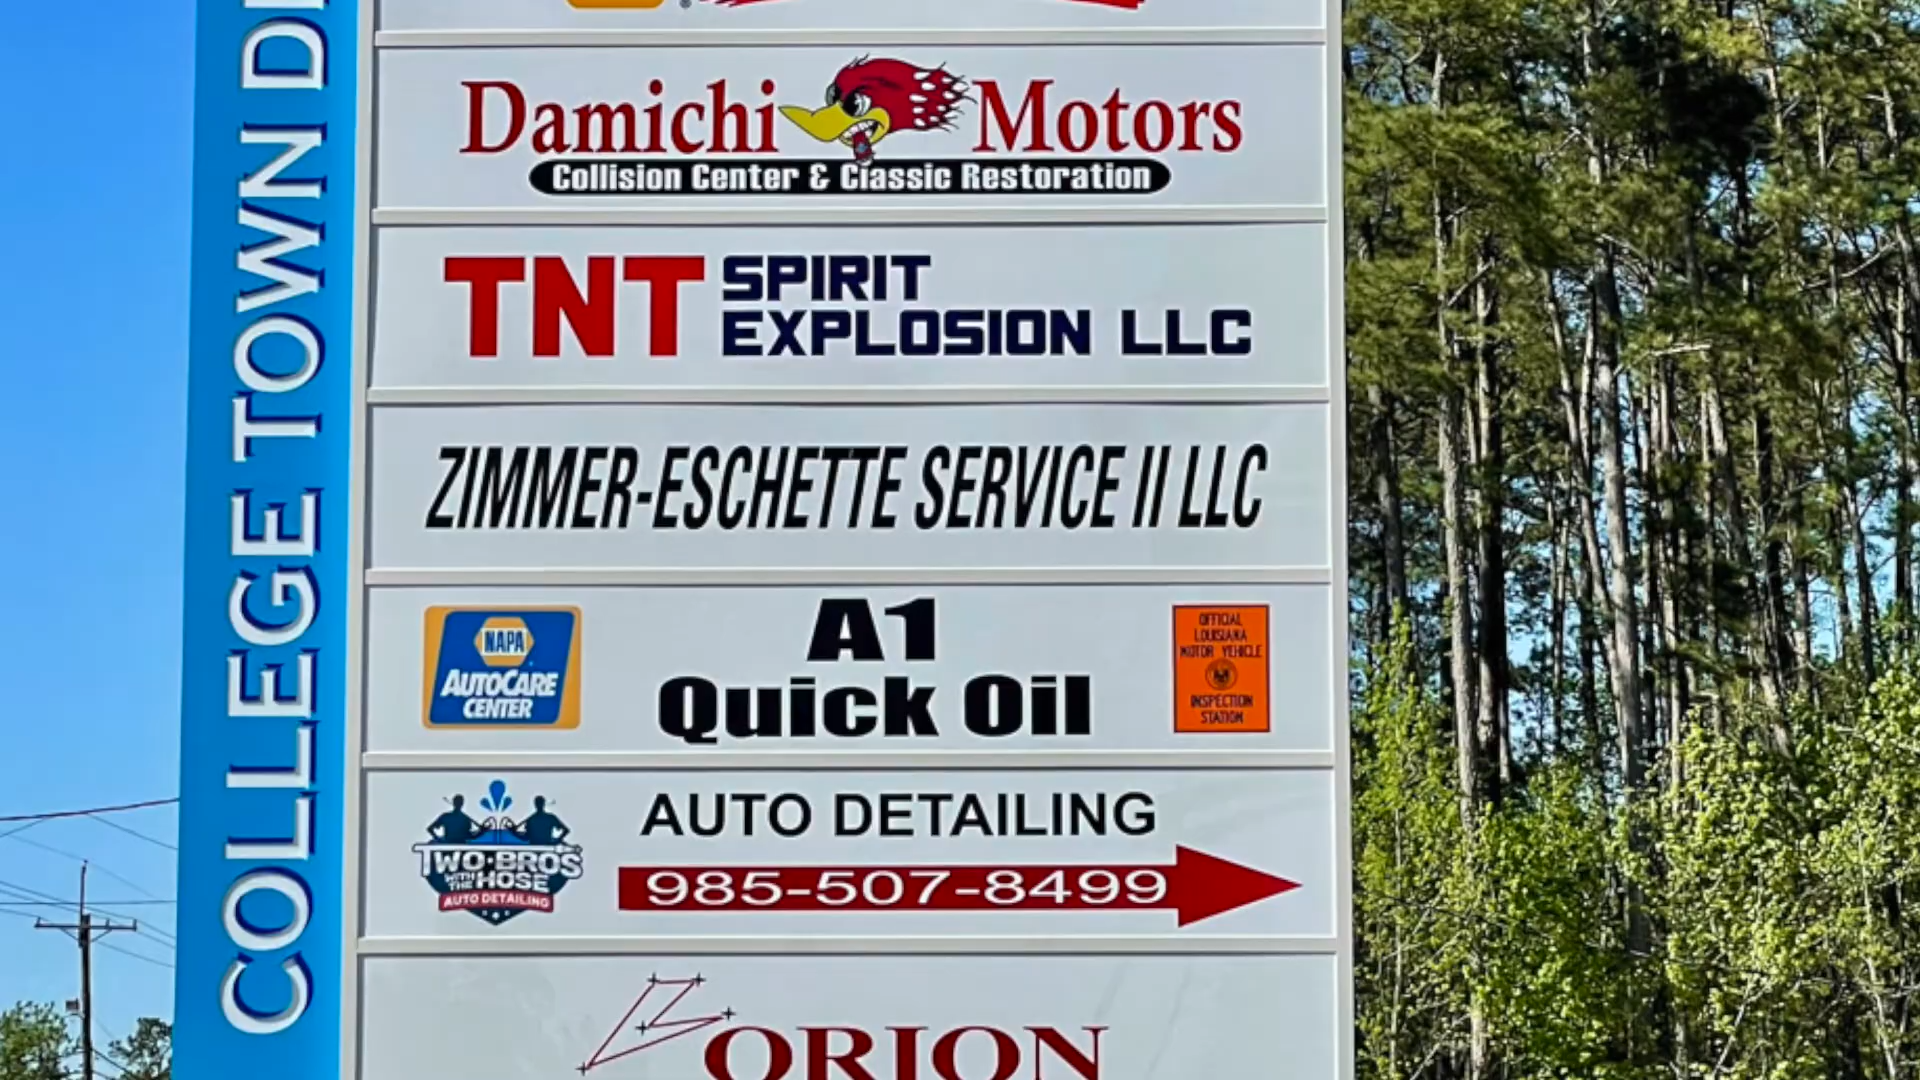 COLLEGE TOWN
®
Damichi Motors
Collision Center & Classic Restoration
TNT SPIRIT
EXPLOSION LLC
ZIMMER-ESCHETTE SERVICE II LLC
NAPA
AUTOCARE
CENTER
A1
Quick Oil
OFFICIAL
LOUISIANA
MOTOR VEHICLE
INSPECTION
STATION
TWO BRO'S
WITH THE HOSE
AUTO DETAILING
AUTO DETAILING
985-507-8499
ORION